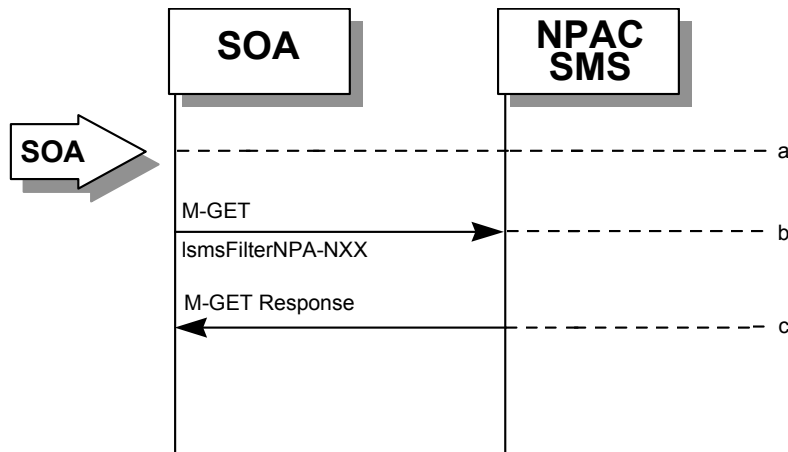 SOA
NPAC
SMS
SOA
a
M-GET
b
lsmsFilterNPA-NXX
M-GET Response
c